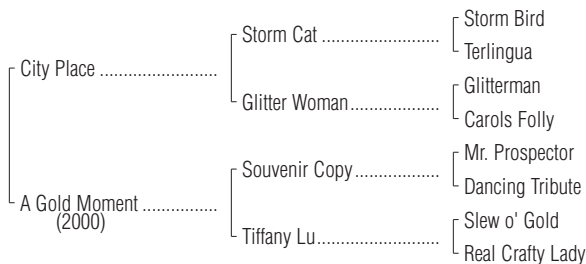 Storm Bird
Storm Cat ........................
Terlingua
City Place ........................
Glitterman
Glitter Woman ..................
Carols Folly
Mr. Prospector
Souvenir Copy .................
Dancing Tribute
A Gold Moment ...............
(2000)
Slew o' Gold
Tiffany Lu.........................
Real Crafty Lady